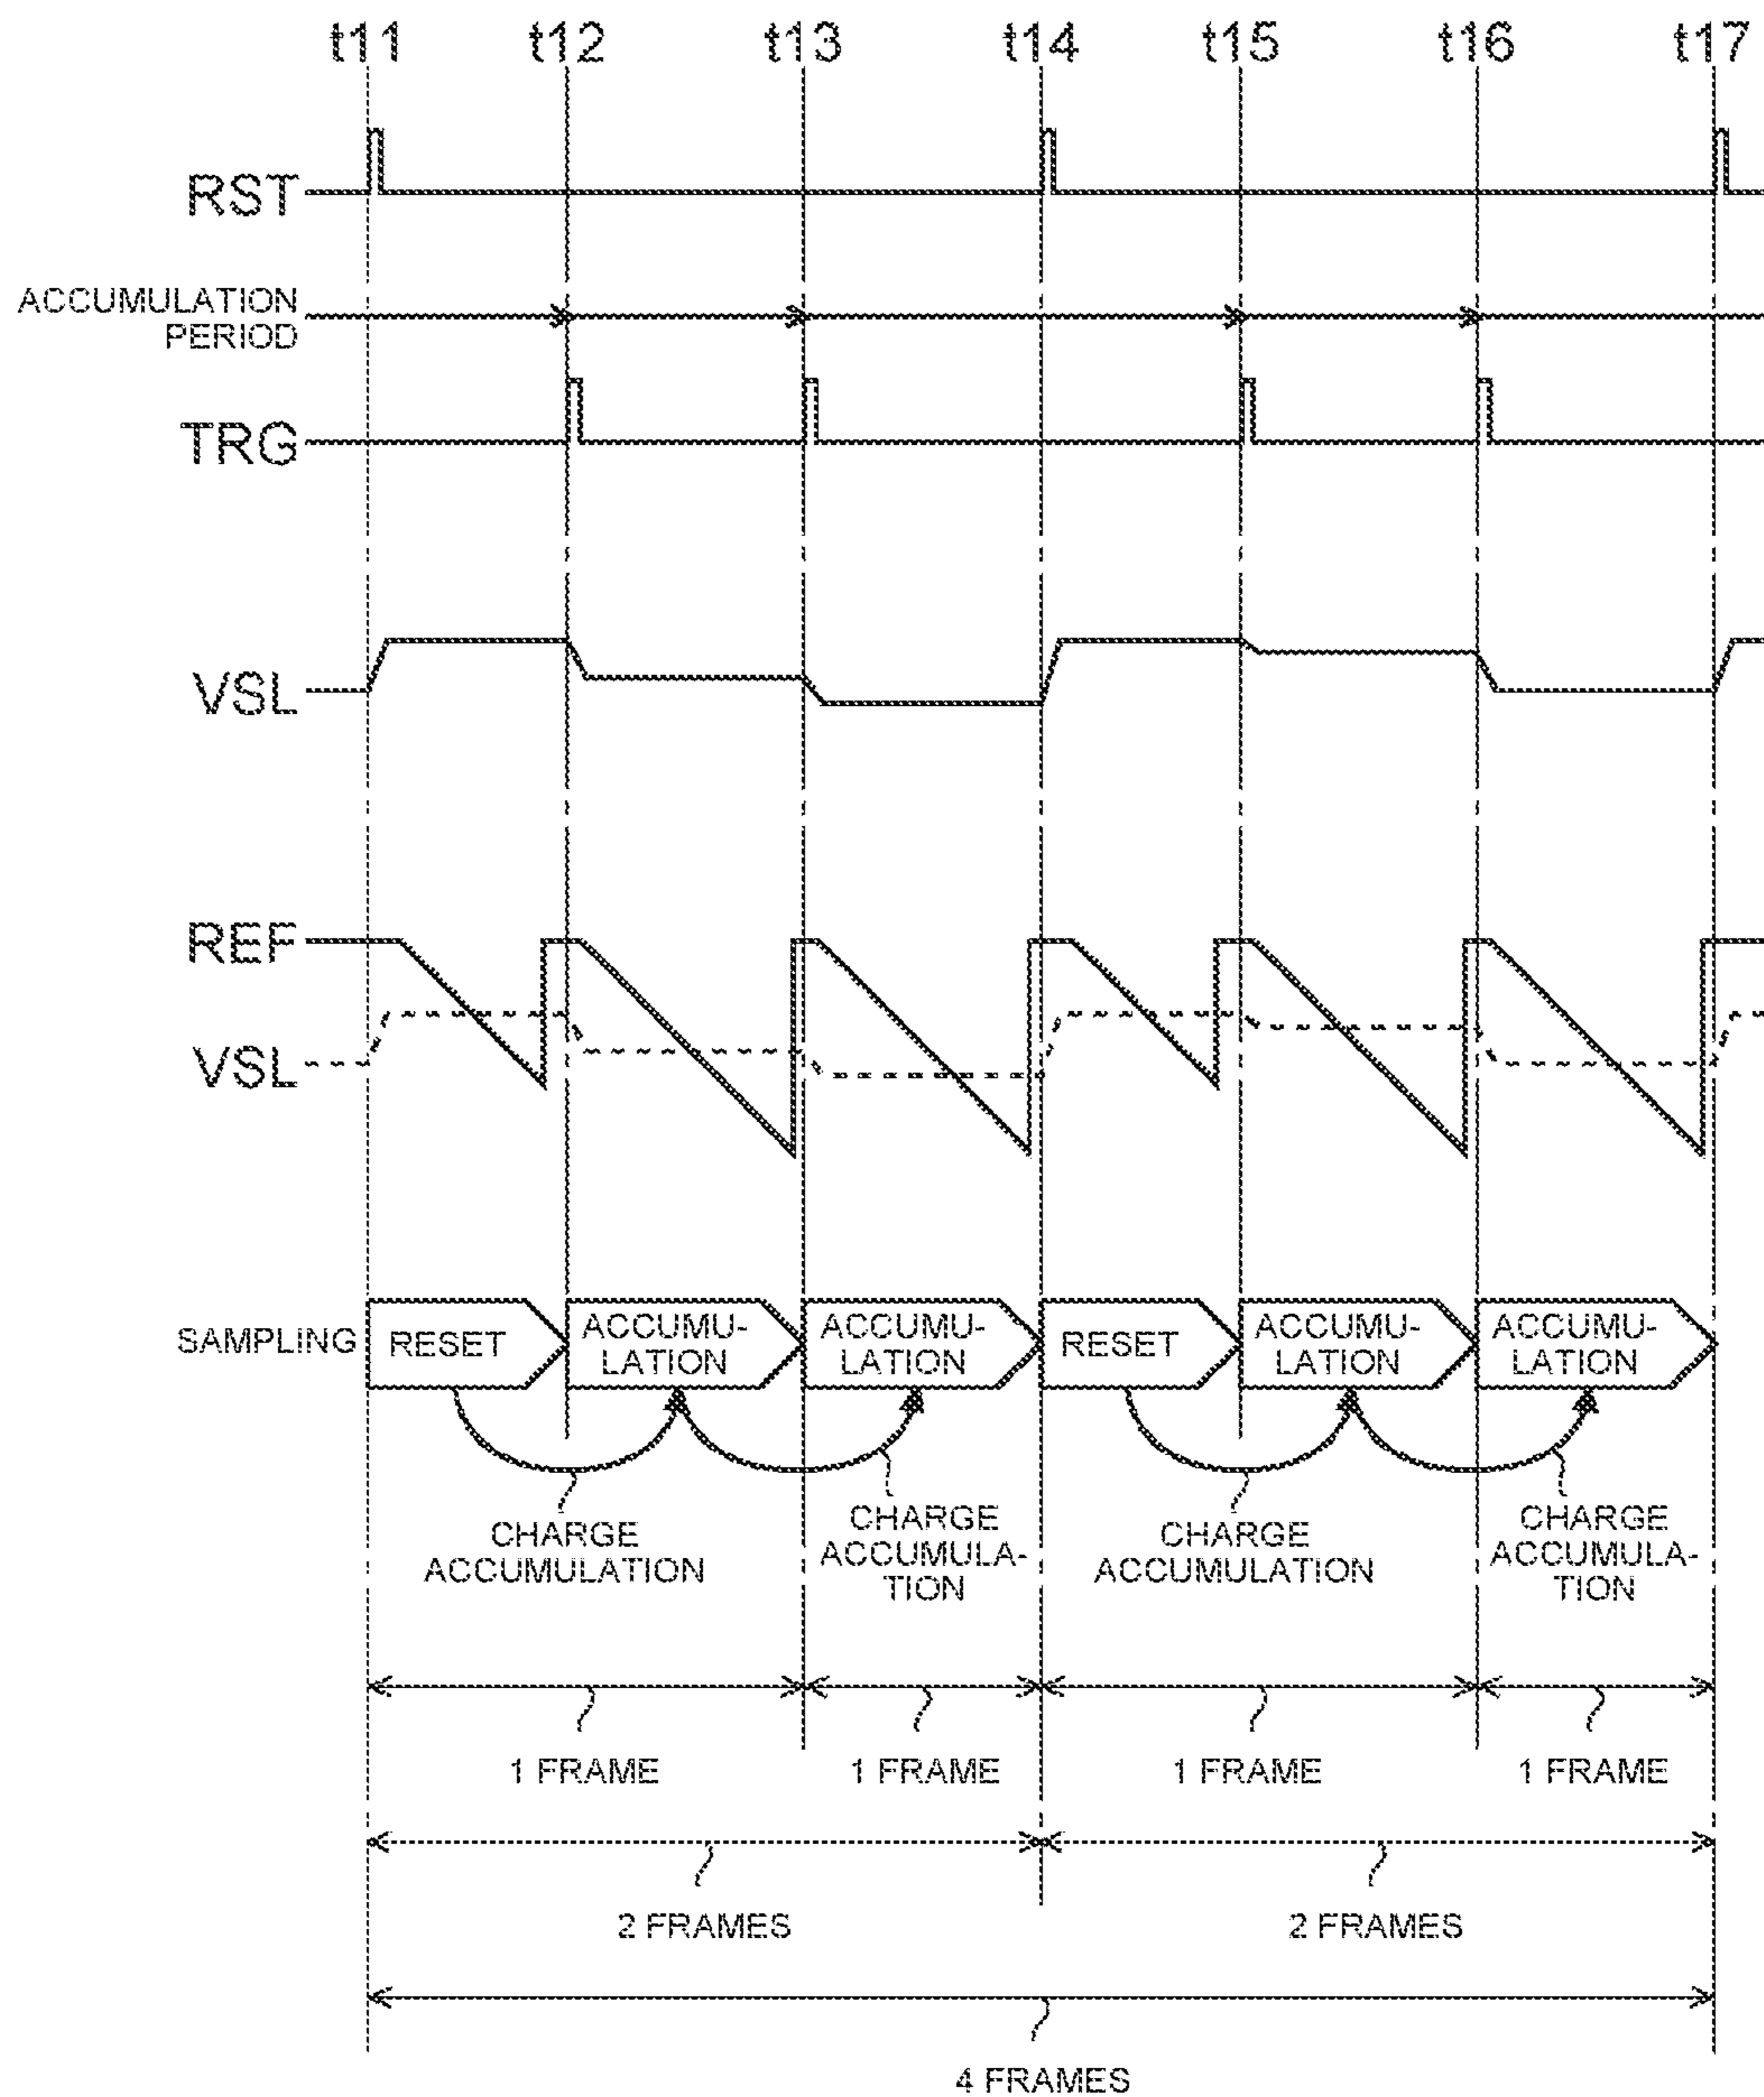 t11 t12 t13 t14 t15 t16 t17
RST
ACCUMULATION
PERIOD
TRG
VSL
REF
VSL
SAMPLING
RESET
ACCUMU-
LATION
ACCUMU-
LATION
RESET
ACCUMU-
LATION
ACCUMU-
LATION
CHARGE
ACCUMULATION
CHARGE
ACCUMULA-
TION
CHARGE
ACCUMULATION
CHARGE
ACCUMULA-
TION
1 FRAME 1 FRAME 1 FRAME 1 FRAME
2 FRAMES 2 FRAMES
4 FRAMES